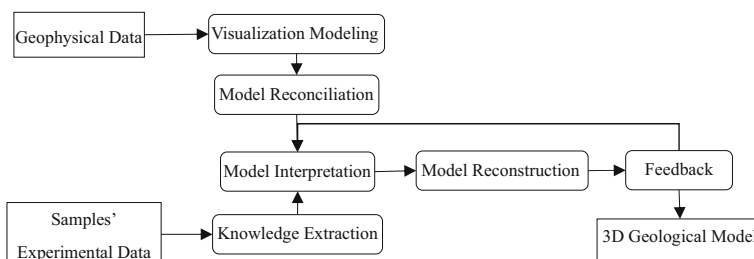 Geophysical Data
Visualization Modeling
Model Reconciliation
Model Interpretation
Model Reconstruction
Feedback
Samples’
Experimental Data
Knowledge Extraction
3D Geological Model